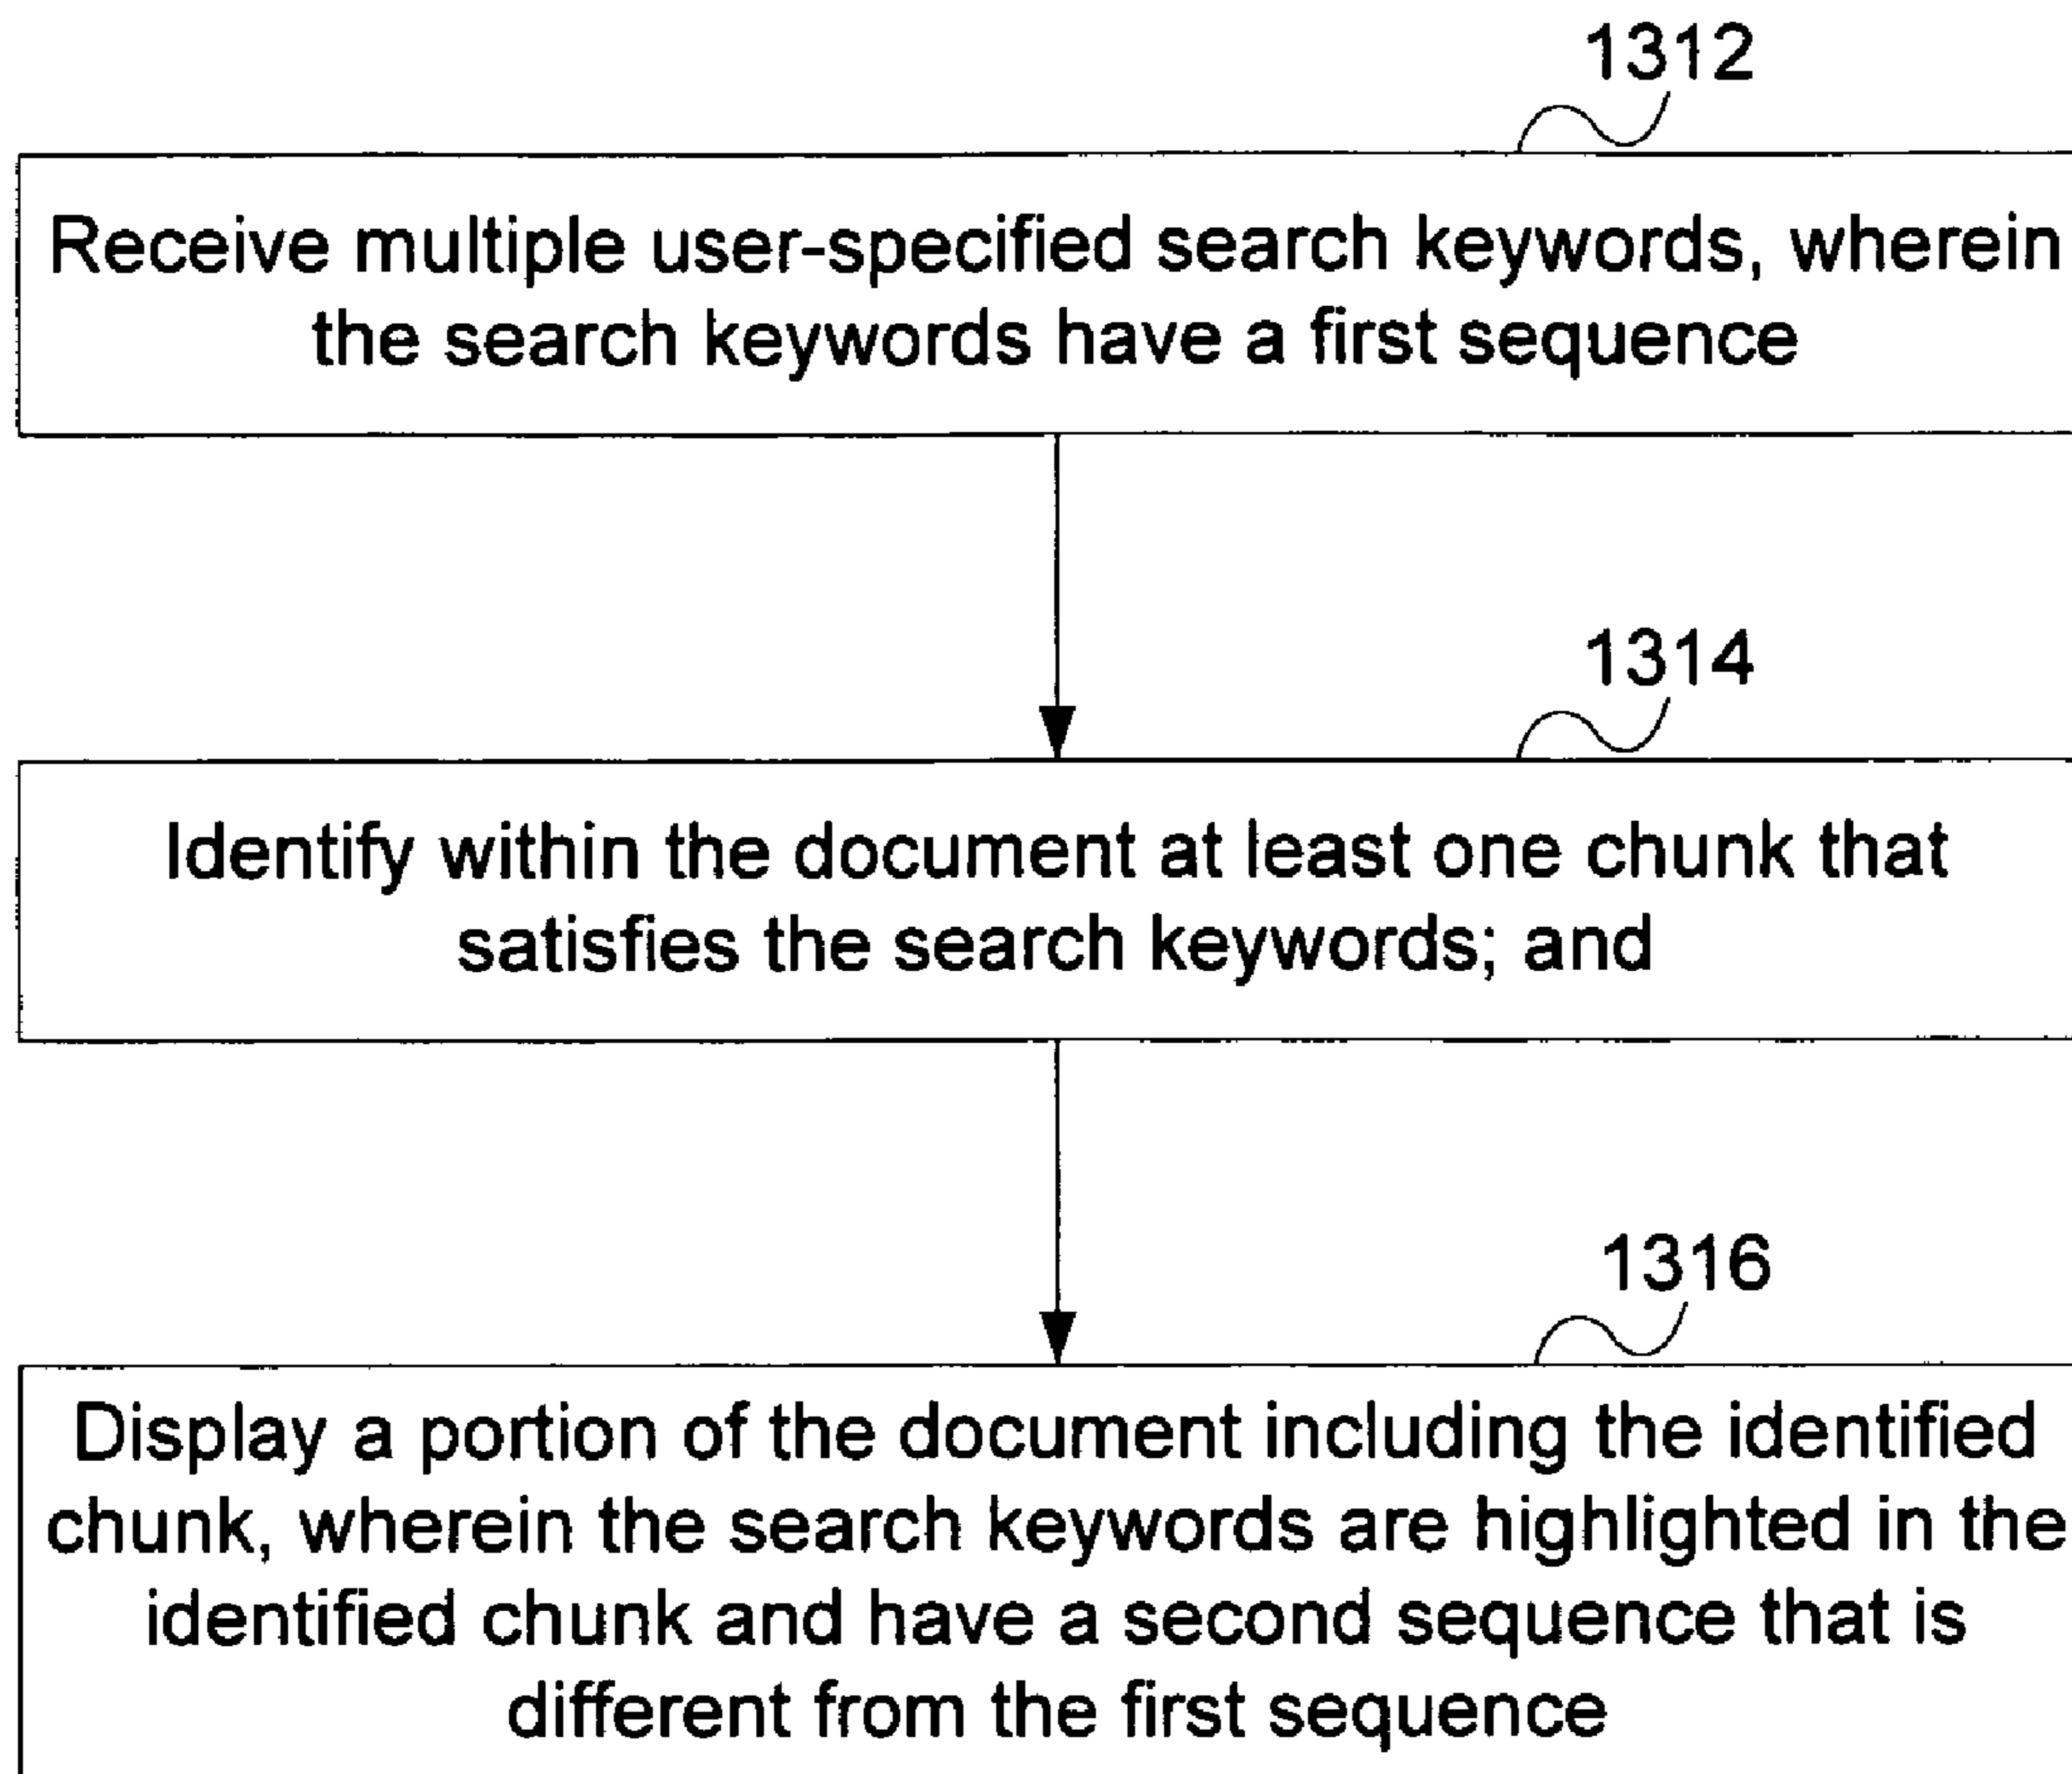 1312
Receive multiple user-specified search keywords, wherein
the search keywords have a first sequence
1314
Identify within the document at least one chunk that
satisfies the search keywords; and
1316
Display a portion of the document including the identified
chunk, wherein the search keywords are highlighted in the
identified chunk and have a second sequence that is
different from the first sequence